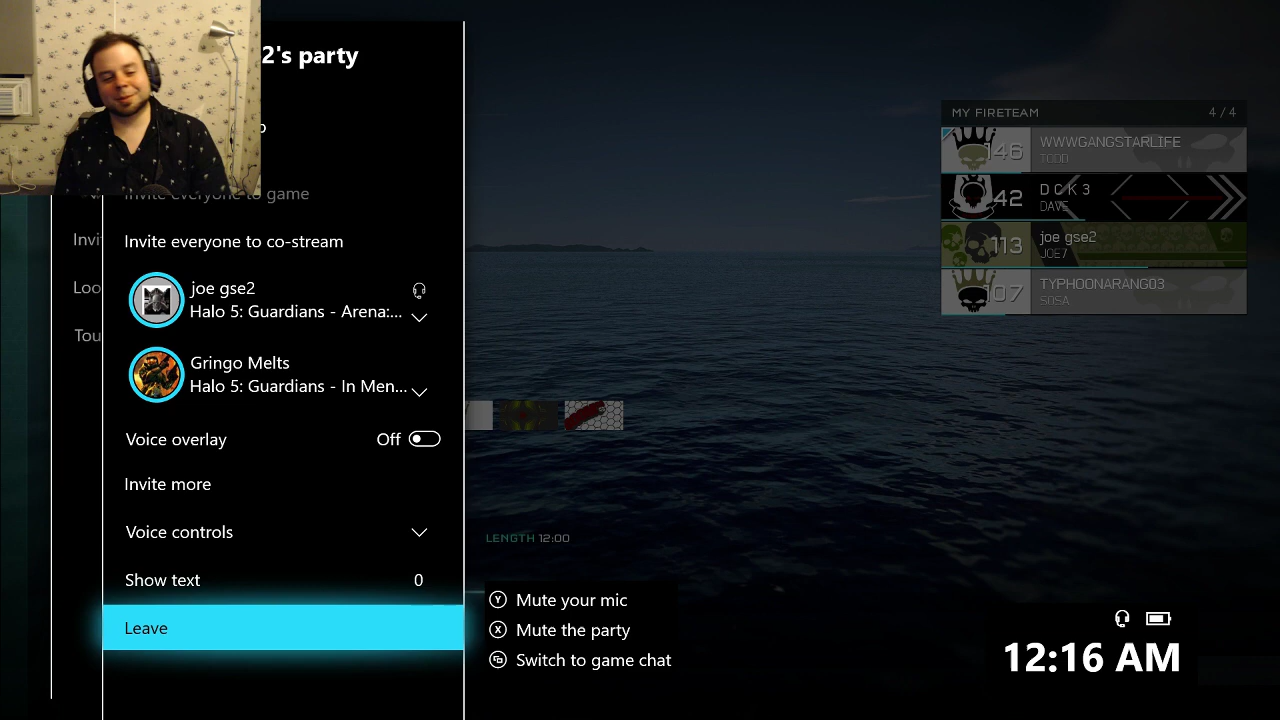 2's party
Invite everyone to game
Invite everyone to co-stream
Invi
joe gse2
Loo
Halo 5: Guardians - Arena:...
Tou
Gringo Melts
Halo 5: Guardians - In Men...
Voice overlay
Off
Invite more
Voice controls
Show text
0
Leave
MY FIRETEAM
4 / 4
146
WWWGANGSTARLIFE
TODD
42
D C K 3
DAVE
113
joe gse2
JOE7
107
TYPHOONARANG03
SOSA
LENGTH 12:00
Y
Mute your mic
X
Mute the party
Switch to game chat
12:16 AM